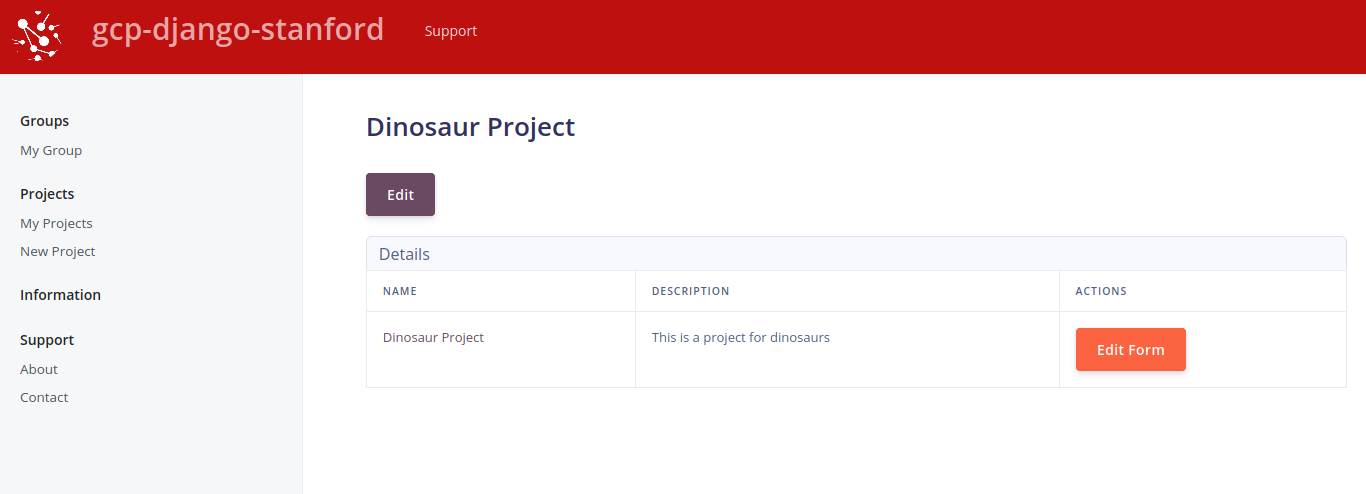 gcp-django-stanford Support
Groups
My Group
Projects
My Projects
New Project
Information
Support
About
Contact
Dinosaur Project
Edit
Details
NAME DESCRIPTION ACTIONS
Dinosaur Project This is a project for dinosaurs Edit Form